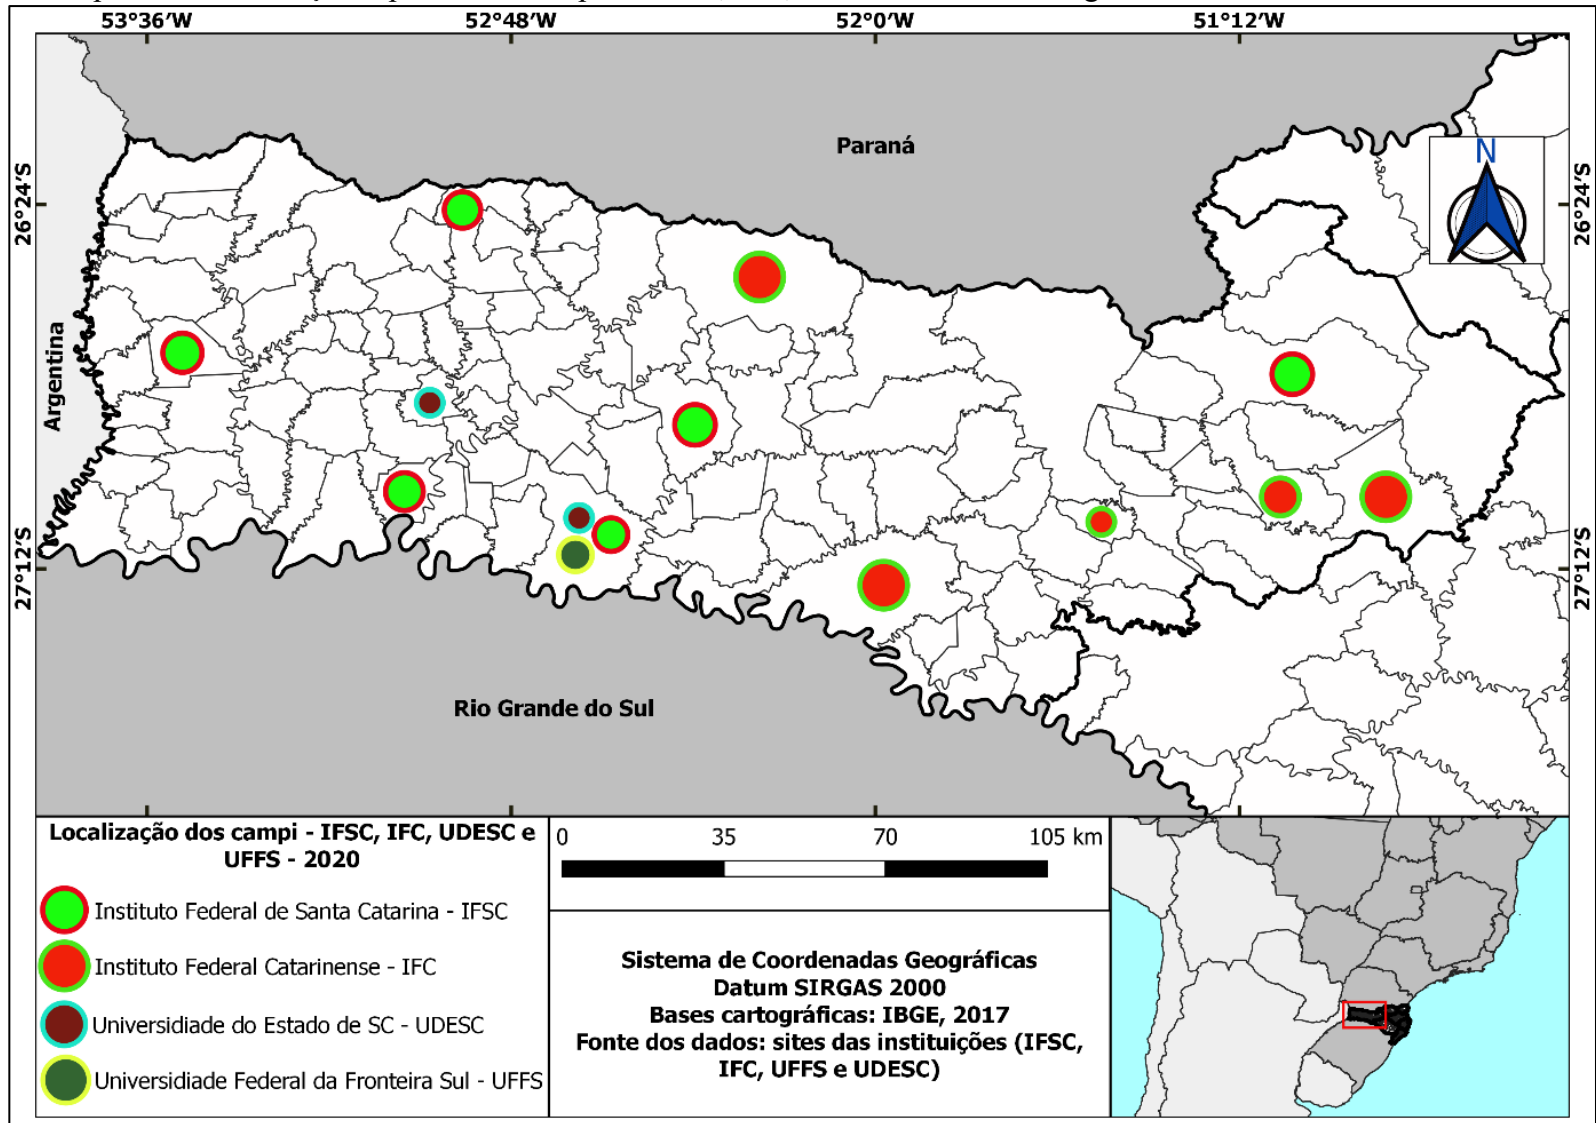 53°36'W
52°48'W
52°0'W
51°12'W
26°24'S
26°24'S
Paraná
N
Argentina
27°12'S
27°12'S
Rio Grande do Sul
Localização dos campi - IFSC, IFC, UDESC e
UFFS - 2020
Instituto Federal de Santa Catarina - IFSC
Instituto Federal Catarinense - IFC
Universidiade do Estado de SC - UDESC
Universidiade Federal da Fronteira Sul - UFFS
0 35 70 105 km
Sistema de Coordenadas Geográficas
Datum SIRGAS 2000
Bases cartográficas: IBGE, 2017
Fonte dos dados: sites das instituições (IFSC,
IFC, UFFS e UDESC)